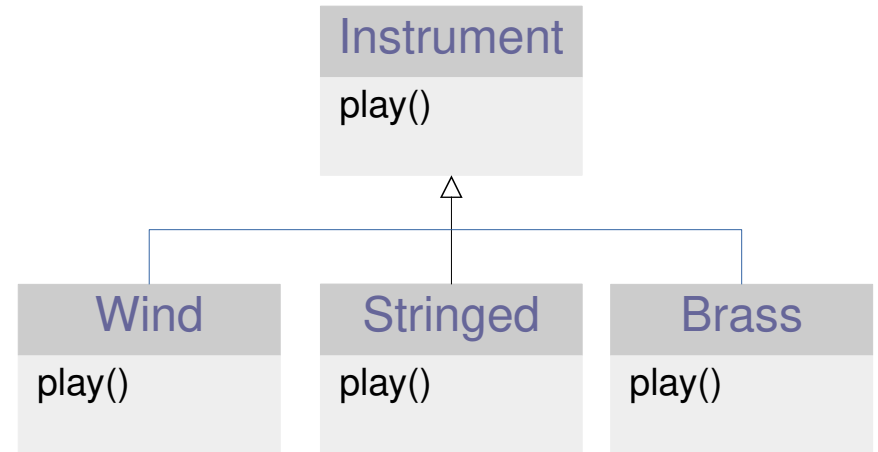 Instrument
play()
Wind
play()
Stringed
play()
Brass
play()